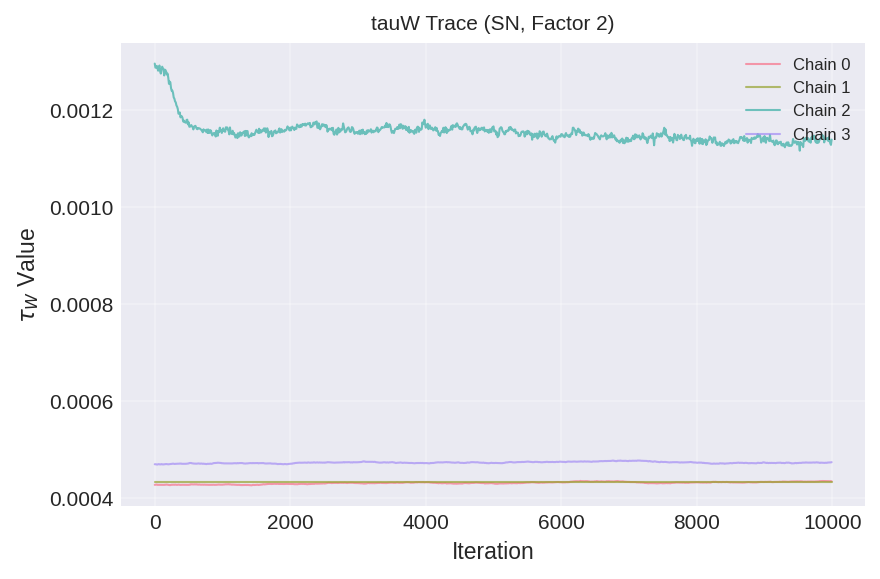 tauW Trace (SN, Factor 2)
Chain 0
Chain 1
Chain 2
Chain 3
0.0012
0.0010
0.0008
0.0006
0.0004
τW Value
0 2000 4000 6000 8000 10000
Iteration